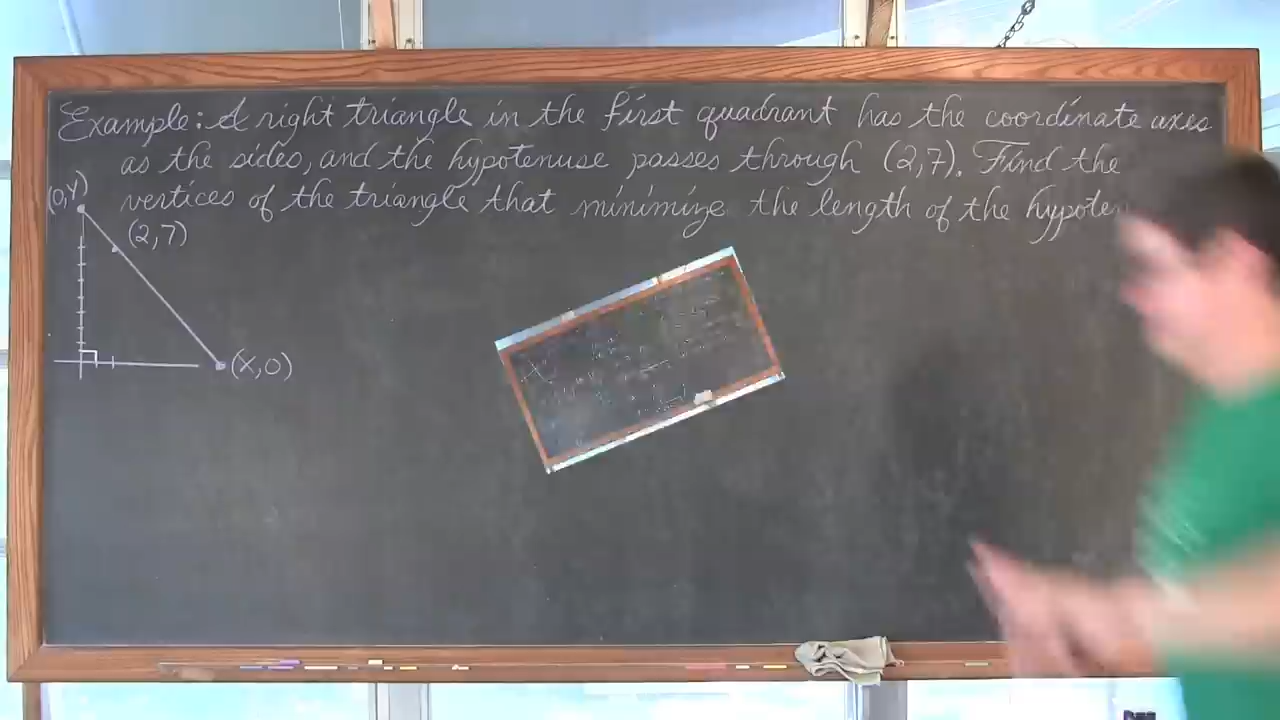 Example: A right triangle in the first quadrant has the coordinate axes
as the sides, and the hypotenuse passes through (2,7). Find the
vertices of the triangle that minimize the length of the
(0,Y)
(2,7)
(X,0)